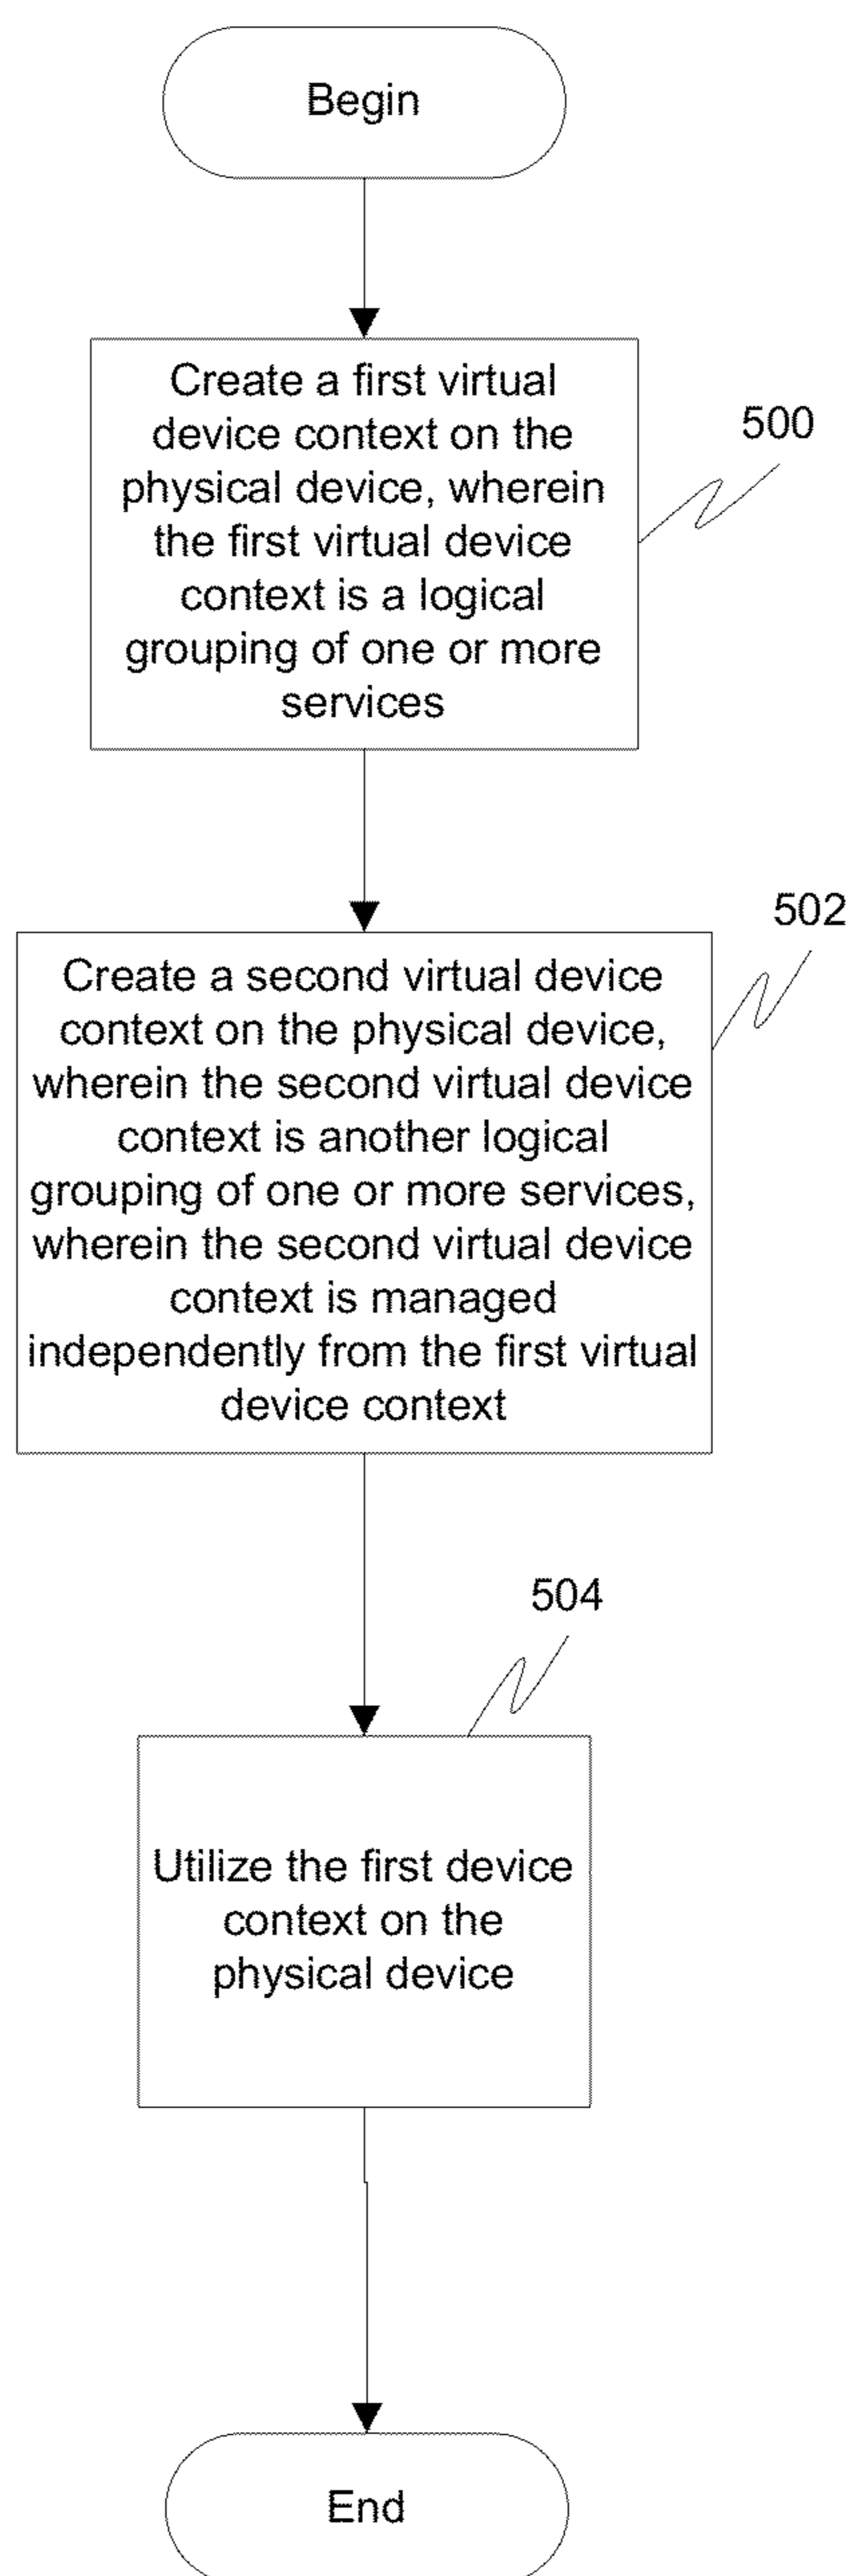 Begin
Create a first virtual
device context on the
physical device, wherein
the first virtual device
context is a logical
grouping of one or more
services
500
502
Create a second virtual device
context on the physical device,
wherein the second virtual device
context is another logical
grouping of one or more services,
wherein the second virtual device
context is managed
independently from the first virtual
device context
504
Utilize the first device
context on the
physical device
End